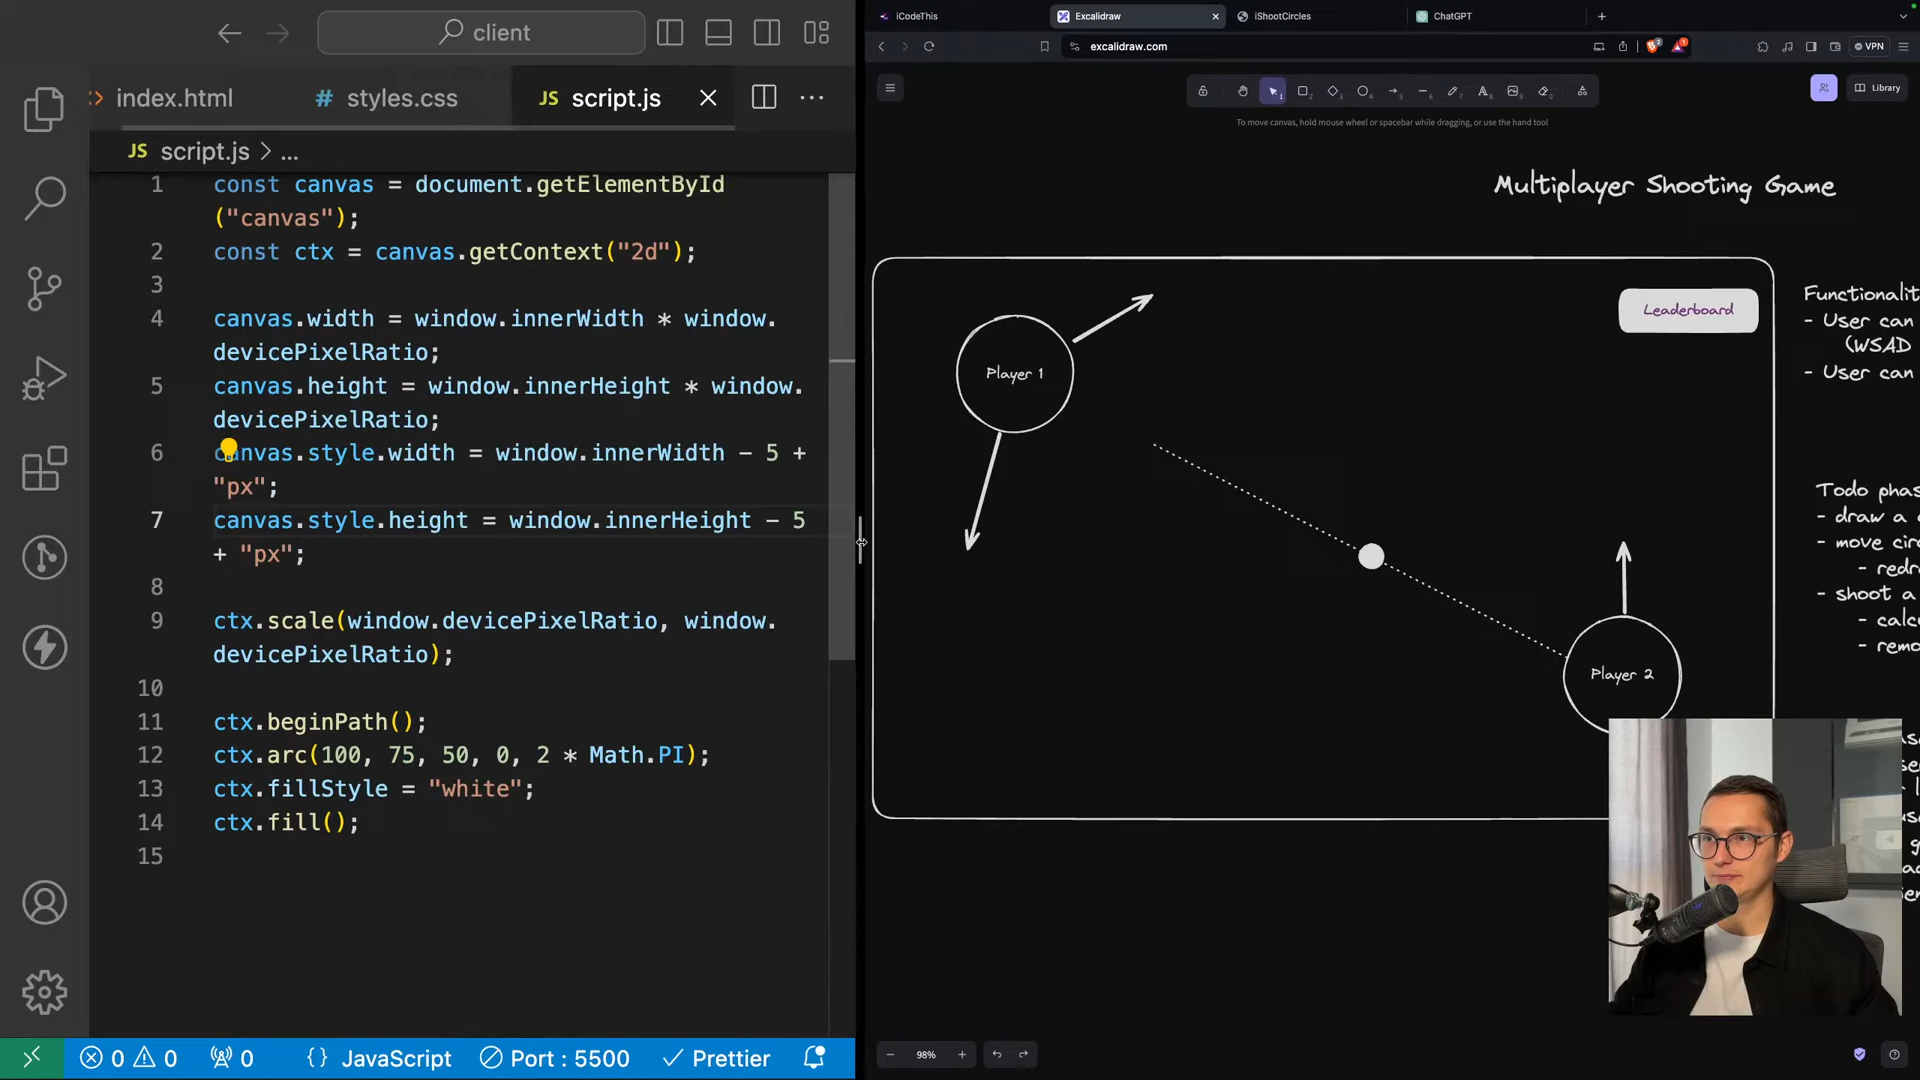 client
index.html
# styles.css
JS script.js
JS script.js > ...
1 const canvas = document.getElementById
("canvas");
2 const ctx = canvas.getContext("2d");
3
4 canvas.width = window.innerWidth * window.
devicePixelRatio;
5 canvas.height = window.innerHeight * window.
devicePixelRatio;
6 canvas.style.width = window.innerWidth - 5 +
"px";
7 canvas.style.height = window.innerHeight - 5
+ "px";
8
9 ctx.scale(window.devicePixelRatio, window.
devicePixelRatio);
10
11 ctx.beginPath();
12 ctx.arc(100, 75, 50, 0, 2 * Math.PI);
13 ctx.fillStyle = "white";
14 ctx.fill();
15
0 0 0 {} JavaScript Port : 5500 Prettier
iCodeThis
Excalidraw
iShootCircles
ChatGPT
excalidraw.com
VPN
Library
To move canvas, hold mouse wheel or spacebar while dragging, or use the hand tool
Multiplayer Shooting Game
Leaderboard
Player 1
Player 2
Functionalit
- User can
(WSAD
- User can
Todo phas
- draw a
- move circ
- redr
- shoot a
- calc
- remo
98%